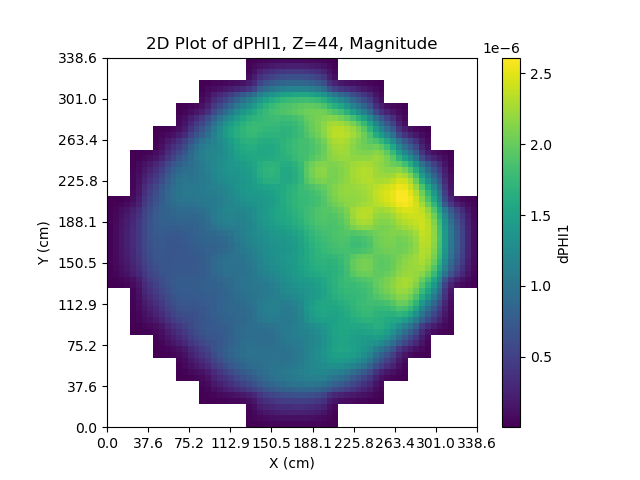 2D Plot of dPHI1, Z=44, Magnitude
1e−6
338.6
301.0
263.4
225.8
188.1
150.5
112.9
75.2
37.6
0.0
Y (cm)
0.0 37.6 75.2 112.9 150.5 188.1 225.8 263.4 301.0 338.6
X (cm)
2.5
2.0
1.5
1.0
0.5
dPHI1